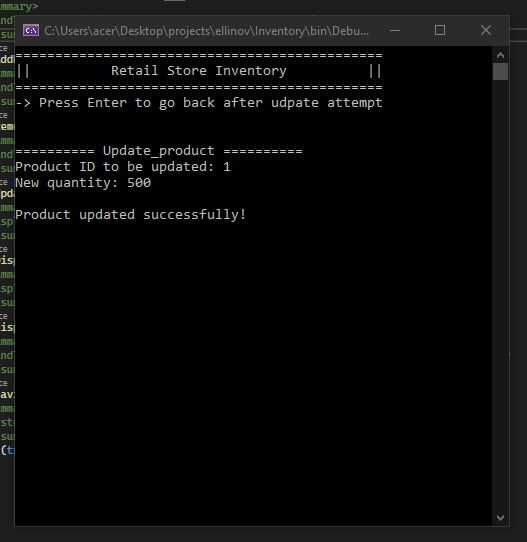 C:\Users\acer\Desktop\projects\ellinov\Inventory\bin\Debu...
==============================================
||          Retail Store Inventory          ||
==============================================
-> Press Enter to go back after udpate attempt
========== Update_product ==========
Product ID to be updated: 1
New quantity: 500
Product updated successfully!